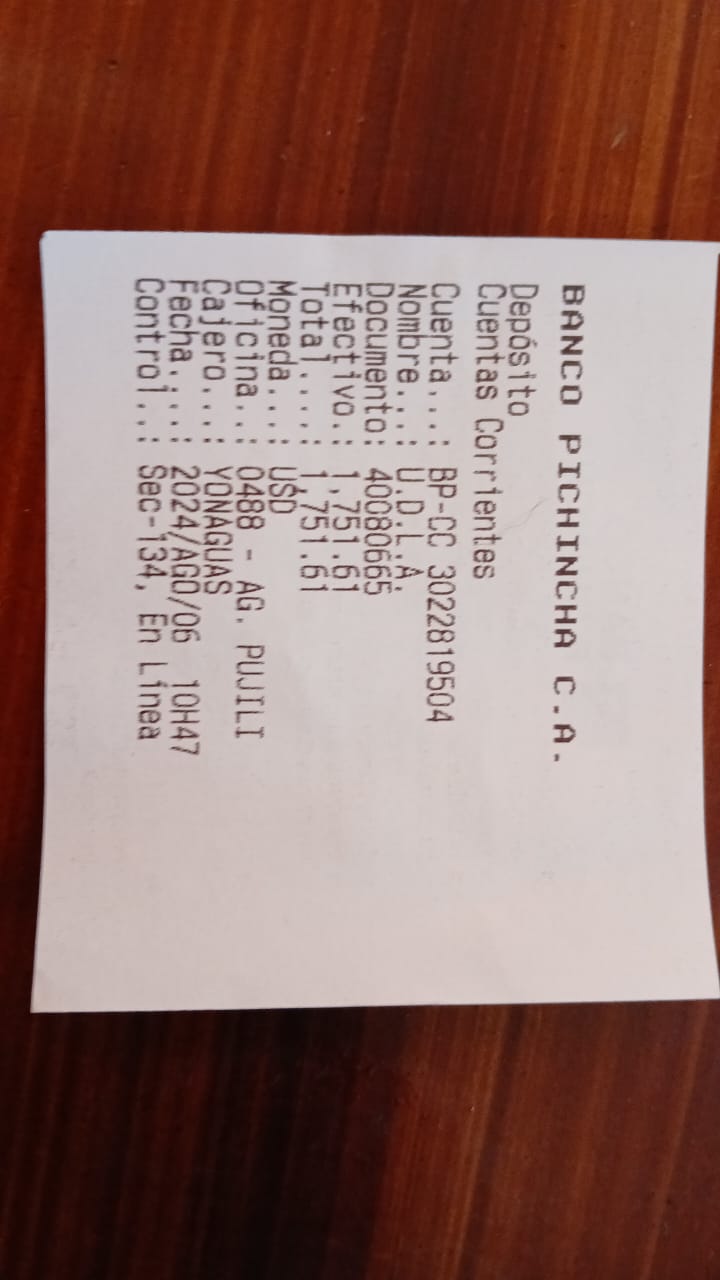 BANCO PICHINCHA C.A.
Depósito
Cuentas Corrientes
Cuenta...: BP-CC 3022819504
Nombre...: U.D.L.A.
Documento: 40080665
Efectivo.: 1,751.61
Total....: 1,751.61
Moneda...: USD
Oficina..: 0488 - AG. PUJILI
Cajero...: YONAGUAS
Fecha....: 2024/AGO/06 10H47
Control..: Sec-134, En Línea